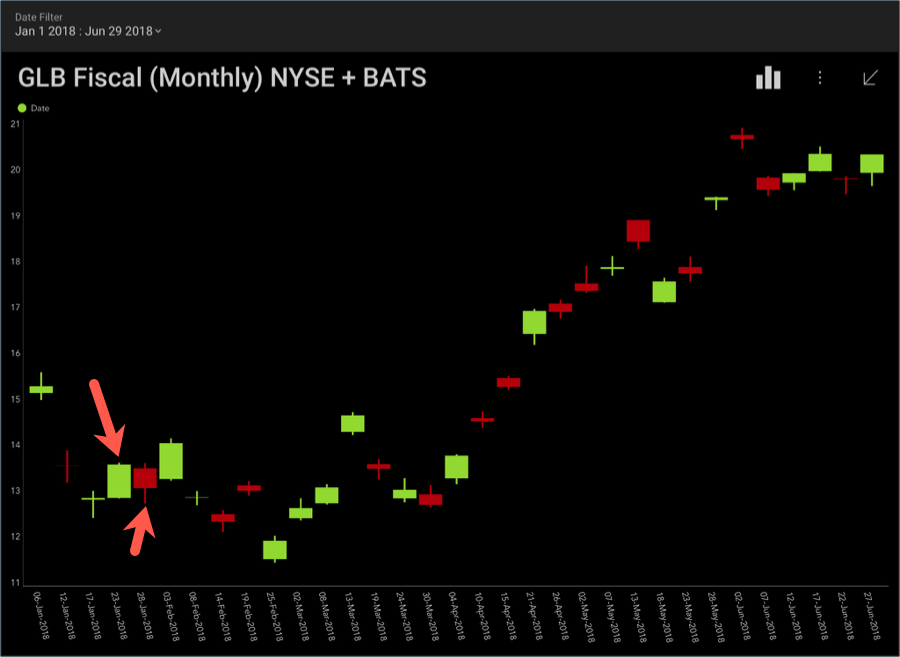 Date Filter
Jan 1 2018 : Jun 29 2018
GLB Fiscal (Monthly) NYSE + BATS
Date
21
20
19
18
17
16
15
14
13
12
11
06-Jan-2018
12-Jan-2018
17-Jan-2018
23-Jan-2018
28-Jan-2018
03-Feb-2018
08-Feb-2018
14-Feb-2018
19-Feb-2018
25-Feb-2018
02-Mar-2018
08-Mar-2018
13-Mar-2018
19-Mar-2018
24-Mar-2018
30-Mar-2018
04-Apr-2018
10-Apr-2018
15-Apr-2018
21-Apr-2018
26-Apr-2018
02-May-2018
07-May-2018
13-May-2018
18-May-2018
23-May-2018
28-May-2018
02-Jun-2018
07-Jun-2018
12-Jun-2018
17-Jun-2018
22-Jun-2018
27-Jun-2018